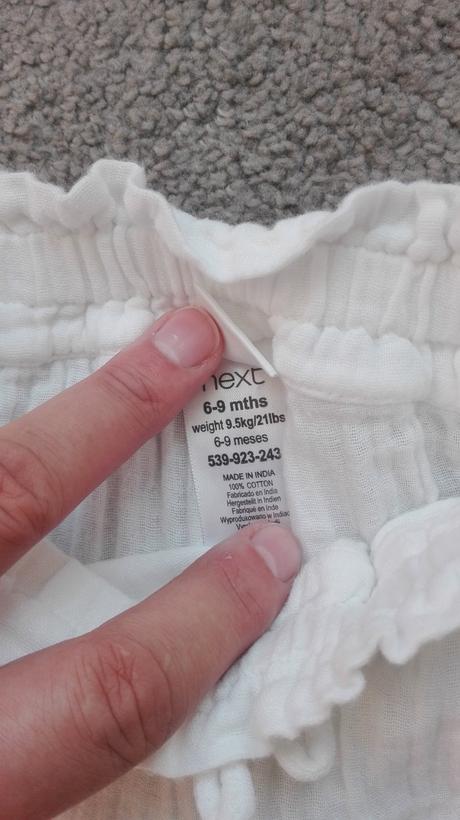 next
6-9 mths
weight 9.5kg/21lbs
6-9 meses
539-923-243
MADE IN INDIA
100% COTTON
Fabricado en India
Hergestellt in Indien
Fabriqué en Inde
Wyprodukowano w Indiac